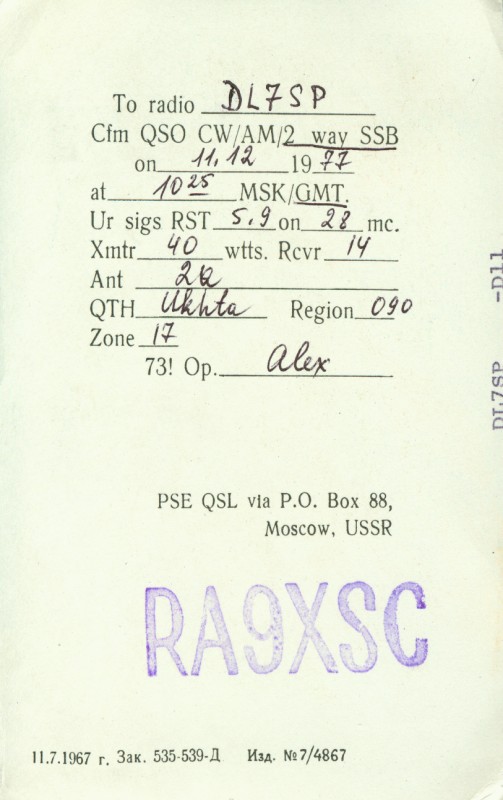 To radio DL7SP
Cfm QSO CW/AM/2 way SSB
on 11.12 1977
at 10 25 MSK/GMT.
Ur sigs RST 5.9 on 28 mc.
Xmtr 40 wtts. Rcvr 14
Ant 2Q
QTH Ukhta Region 090
Zone 17
73! Op. Alex
PSE QSL via P.O. Box 88,
Moscow, USSR
RA9XSC
11.7.1967 г. Зак. 535-539-Д Изд. №7/4867
DL7SP -D11